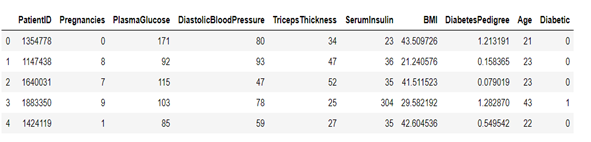 PatientID Pregnancies PlasmaGlucose DiastolicBloodPressure TricepsThickness SerumInsulin BMI DiabetesPedigree Age Diabetic
0 1354778 0 171 80 34 23 43.509726 1.213191 21 0
1 1147438 8 92 93 47 36 21.240576 0.158365 23 0
2 1640031 7 115 47 52 35 41.511523 0.079019 23 0
3 1883350 9 103 78 25 304 29.582192 1.282870 43 1
4 1424119 1 85 59 27 35 42.604536 0.549542 22 0